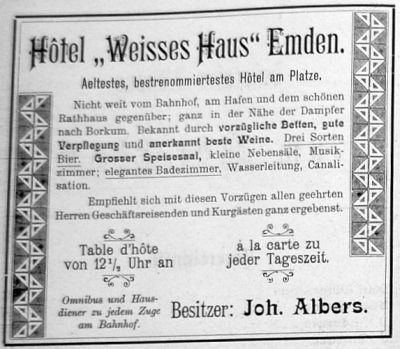 Hôtel „Weisses Haus“ Emden.
Aeltestes, bestrenommiertestes Hôtel am Platze.
Nicht weit vom Bahnhof, am Hafen und dem schönen
Rathhaus gegenüber; ganz in der Nähe der Dampfer
nach Borkum. Bekannt durch vorzügliche Betten, gute
Verpflegung und anerkannt beste Weine. Drei Sorten
Bier. Grosser Speisesaal, kleine Nebensäle, Musik-
zimmer; elegantes Badezimmer, Wasserleitung, Canali-
sation.
Empfiehlt sich mit diesen Vorzügen allen geehrten
Herren Geschäftsreisenden und Kurgästen ganz ergebenst.
Table d'hôte
von 12½ Uhr an
à la carte zu
jeder Tageszeit.
Omnibus und Haus-
diener zu jedem Zuge
am Bahnhof.
Besitzer: Joh. Albers.